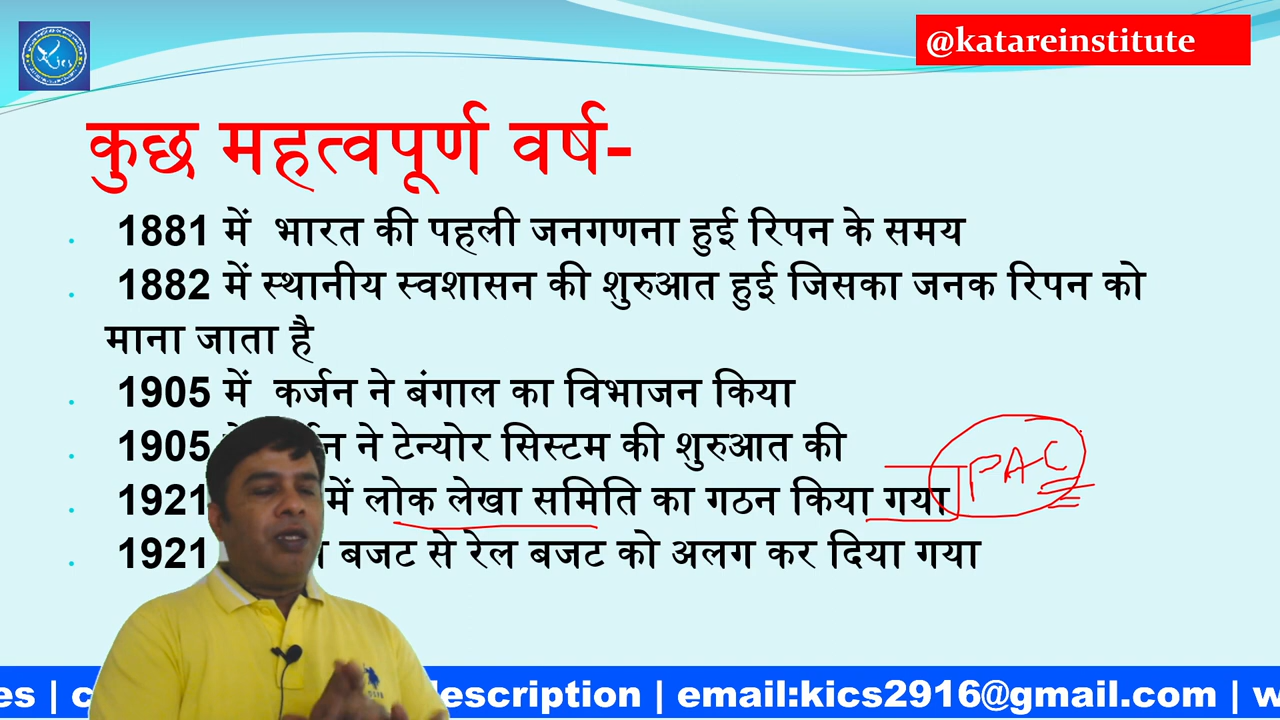 @katareinstitute
कुछ महत्वपूर्ण वर्ष-
1881 में भारत की पहली जनगणना हुई रिपन के समय
1882 में स्थानीय स्वशासन की शुरुआत हुई जिसका जनक रिपन को
माना जाता है
1905 में कर्जन ने बंगाल का विभाजन किया
1905 ने टेन्योर सिस्टम की शुरुआत की
1921 में लोक लेखा समिति का गठन किया गया
PAC
1921 बजट से रेल बजट को अलग कर दिया गया
es | description | email:kics2916@gmail.com | w